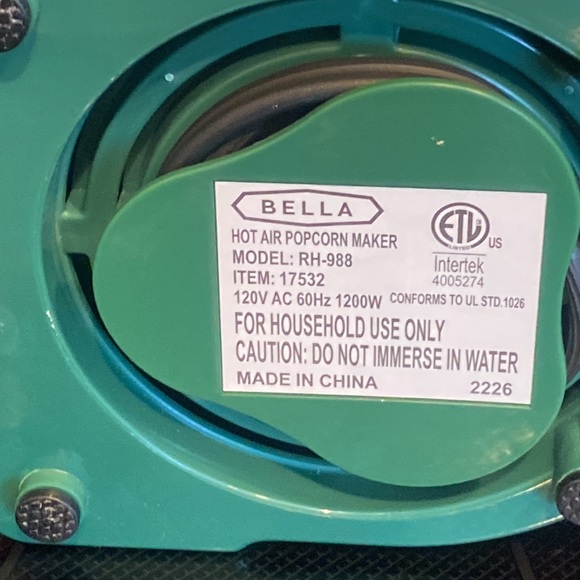 BELLA
HOT AIR POPCORN MAKER
MODEL: RH-988
ITEM: 17532
120V AC 60Hz 1200W
ETL US
LISTED
Intertek
4005274
CONFORMS TO UL STD.1026
FOR HOUSEHOLD USE ONLY
CAUTION: DO NOT IMMERSE IN WATER
MADE IN CHINA
2226